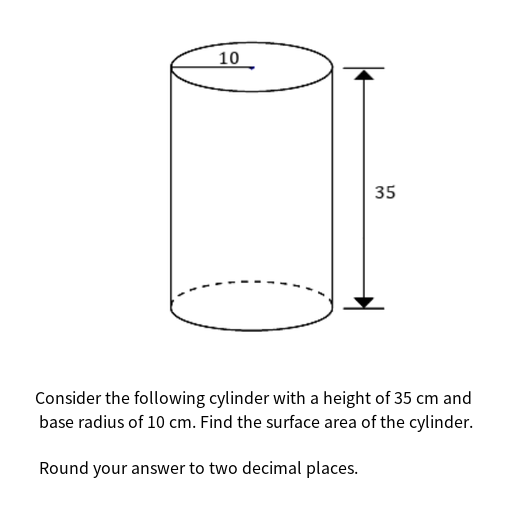 10
35
Consider the following cylinder with a height of 35 cm and
base radius of 10 cm. Find the surface area of the cylinder.
Round your answer to two decimal places.